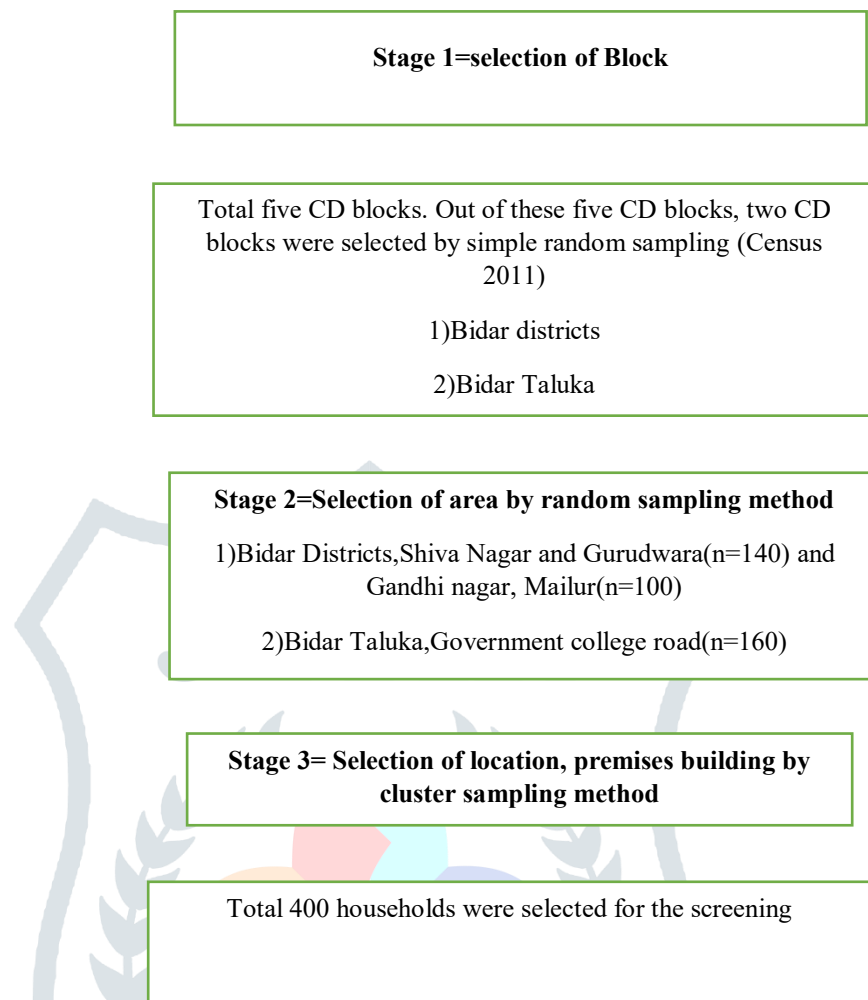 Stage 1=selection of Block
Total five CD blocks. Out of these five CD blocks, two CD
blocks were selected by simple random sampling (Census
2011)
1)Bidar districts
2)Bidar Taluka
Stage 2=Selection of area by random sampling method
1)Bidar Districts,Shiva Nagar and Gurudwara(n=140) and
Gandhi nagar, Mailur(n=100)
2)Bidar Taluka,Government college road(n=160)
Stage 3= Selection of location, premises building by
cluster sampling method
Total 400 households were selected for the screening